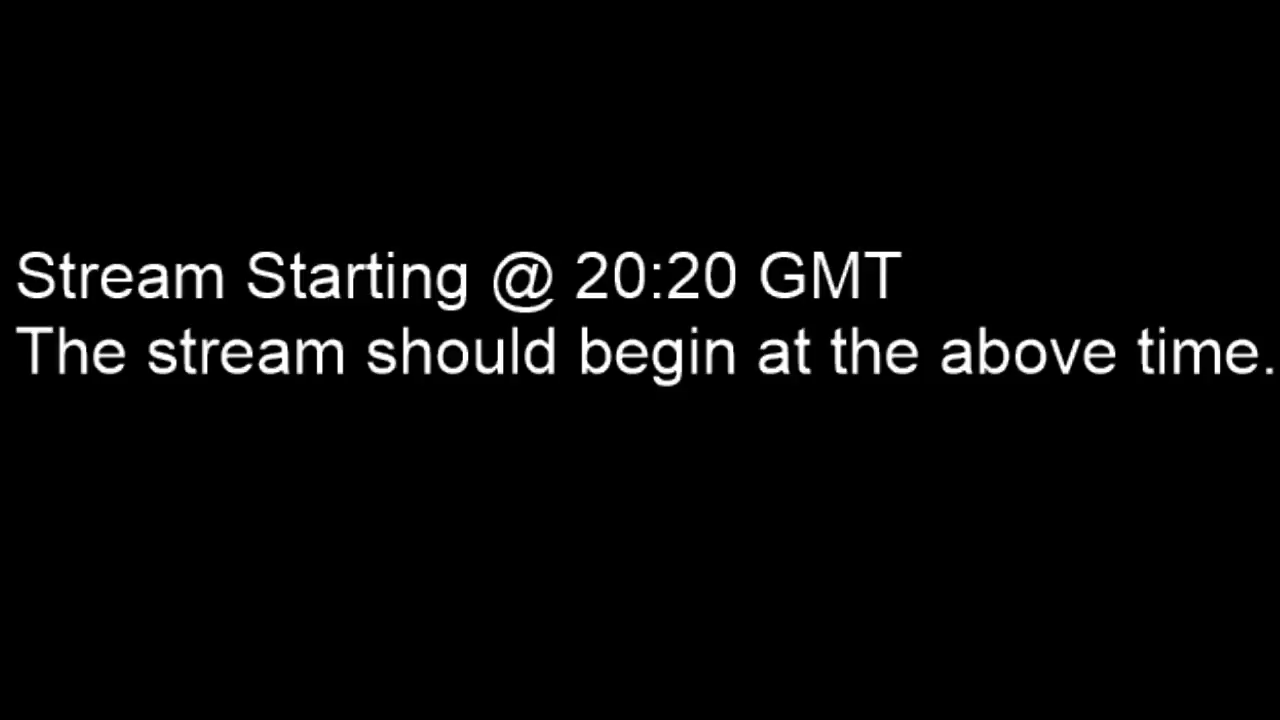 Stream Starting @ 20:20 GMT
The stream should begin at the above time.